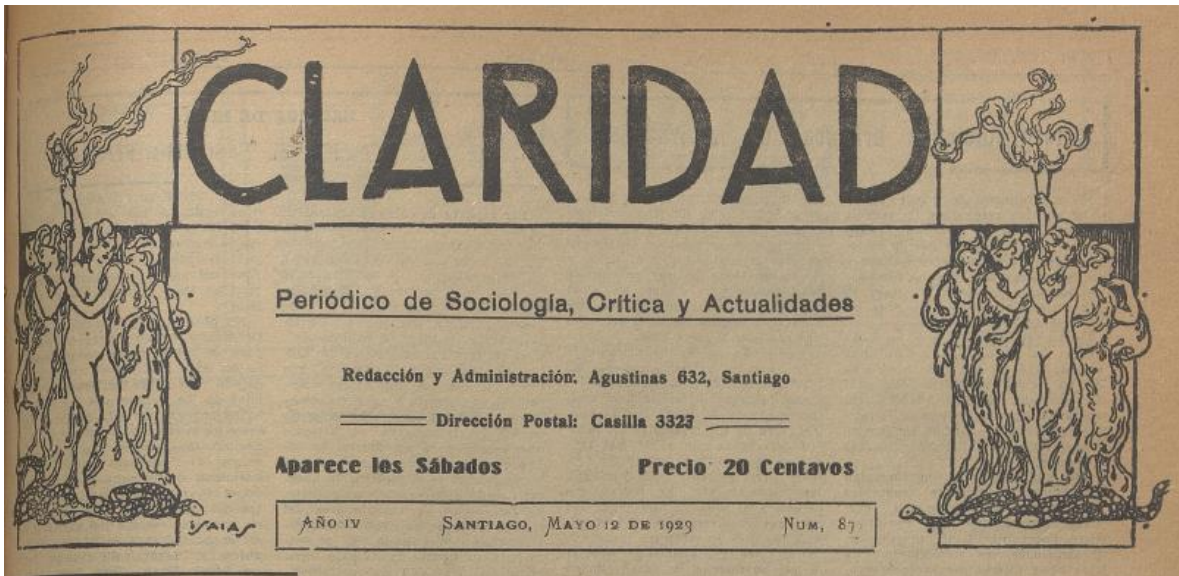 CLARIDAD
Periódico de Sociología, Crítica y Actualidades
Redacción y Administración: Agustinas 632, Santiago
Dirección Postal: Casilla 3323
Aparece los Sábados Precio 20 Centavos
ISAIAS
AÑO IV SANTIAGO, MAYO 12 DE 1923 NUM, 87